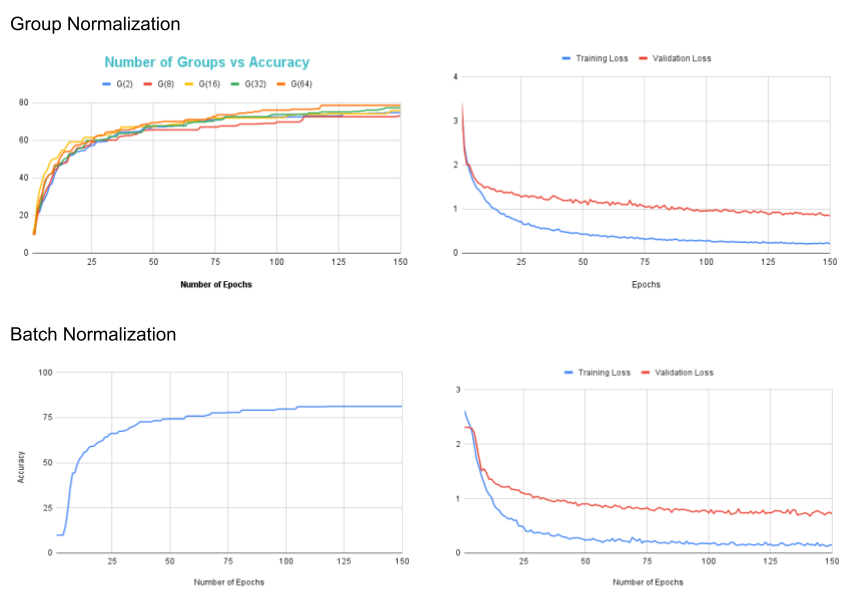 Group Normalization
Number of Groups vs Accuracy
G(2) G(8) G(16) G(32) G(64)
80
60
40
20
0
25 50 75 100 125 150
Number of Epochs
Training Loss Validation Loss
4
3
2
1
0
25 50 75 100 125 150
Epochs
Batch Normalization
100
75
50
25
0
Accuracy
25 50 75 100 125 150
Number of Epochs
Training Loss Validation Loss
3
2
1
0
25 50 75 100 125 150
Number of Epochs